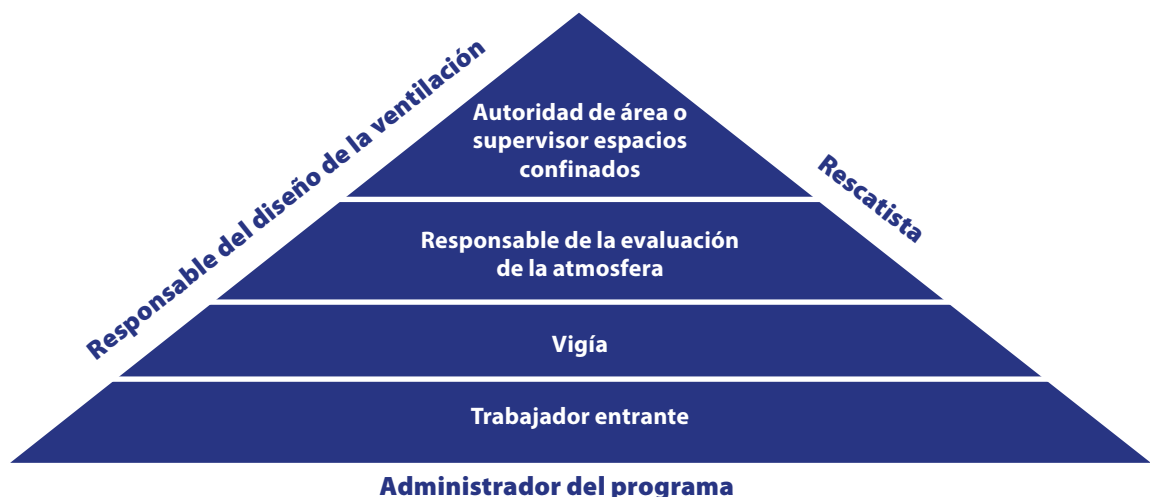 Responsable del diseño de la ventilación
Autoridad de área o
supervisor espacios
confinados
Rescatista
Responsable de la evaluación
de la atmosfera
Vigía
Trabajador entrante
Administrador del programa